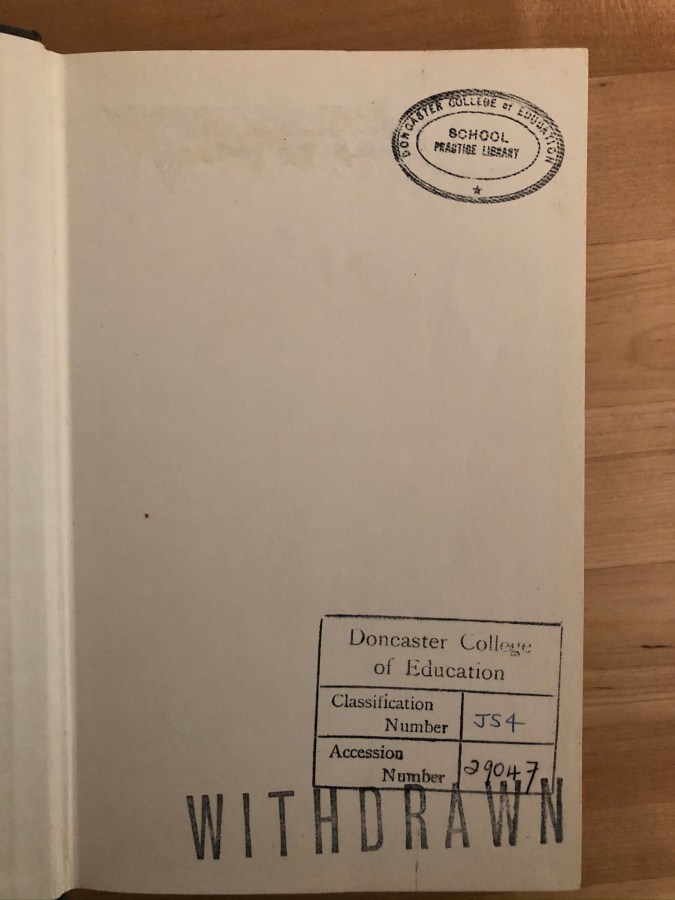 DONCASTER COLLEGE of EDUCATION
SCHOOL
PRACTICE LIBRARY
Doncaster College
of Education
Classification
Number JS4
Accession
Number 29047
WITHDRAWN